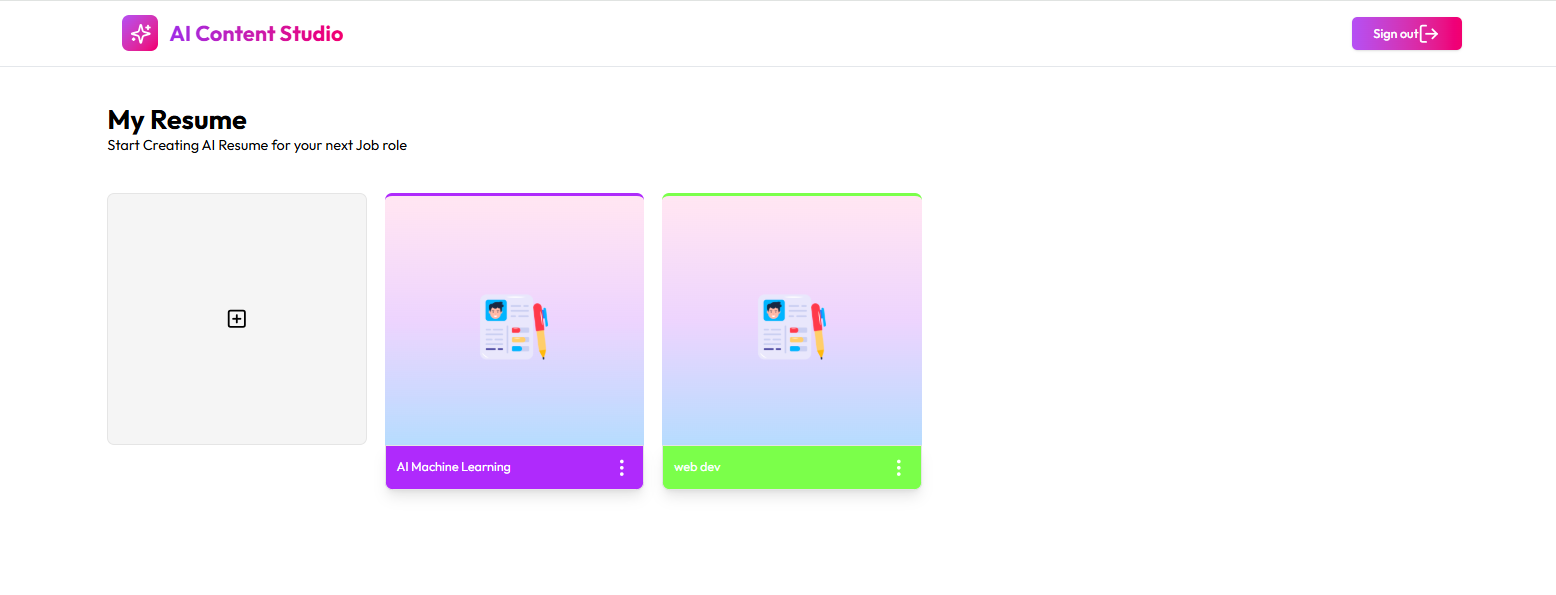 AI Content Studio
Sign out
My Resume
Start Creating AI Resume for your next Job role
AI Machine Learning
web dev